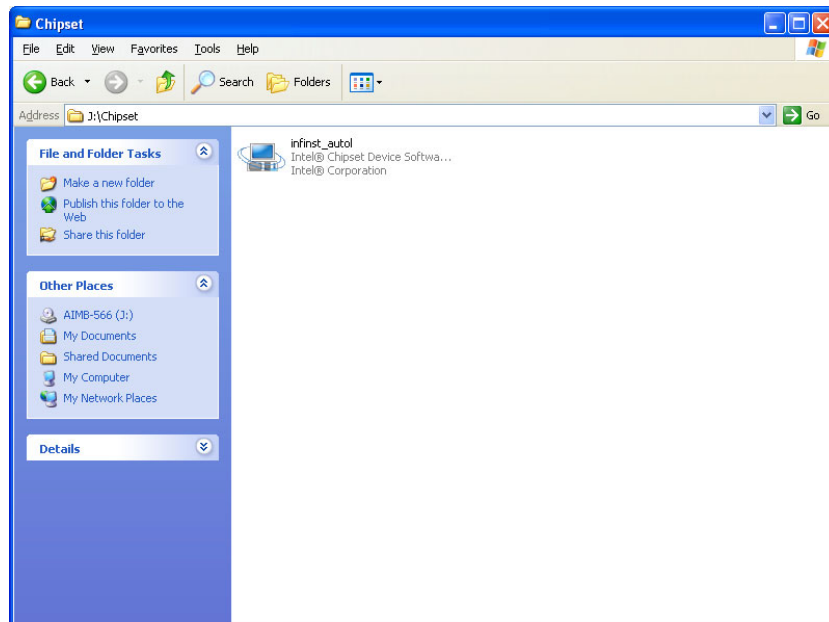 Chipset
File Edit View Favorites Tools Help
Back Search Folders
Address J:\Chipset Go
File and Folder Tasks
Make a new folder
Publish this folder to the
Web
Share this folder
Other Places
AIMB-566 (J:)
My Documents
Shared Documents
My Computer
My Network Places
Details
infinst_autol
Intel® Chipset Device Softwa...
Intel® Corporation